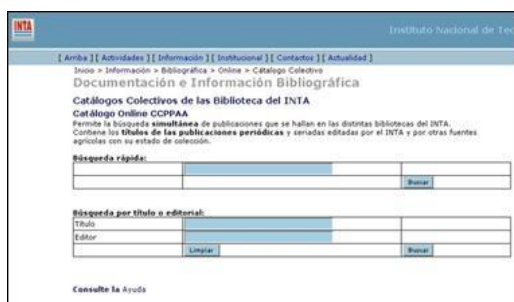 INTA
Instituto Nacional de Tec
[ Arriba ][ Actividades ][ Información ][ Institucional ][ Contactos ][ Actualidad ]
Inicio > Información > Bibliográfica > Online > Cátalogo Colectivo
Documentación e Información Bibliográfica
Catálogos Colectivos de las Biblioteca del INTA
Catálogo Online CCPPAA
Permite la búsqueda simultánea de publicaciones que se hallan en las distintas bibliotecas del INTA.
Contiene los títulos de las publicaciones periódicas y seriadas editadas por el INTA y por otras fuentes
agrícolas con su estado de colección.
Búsqueda rápida:
Buscar
Búsqueda por título o editorial:
Título
Editor
Limpiar Buscar
Consulte la Ayuda